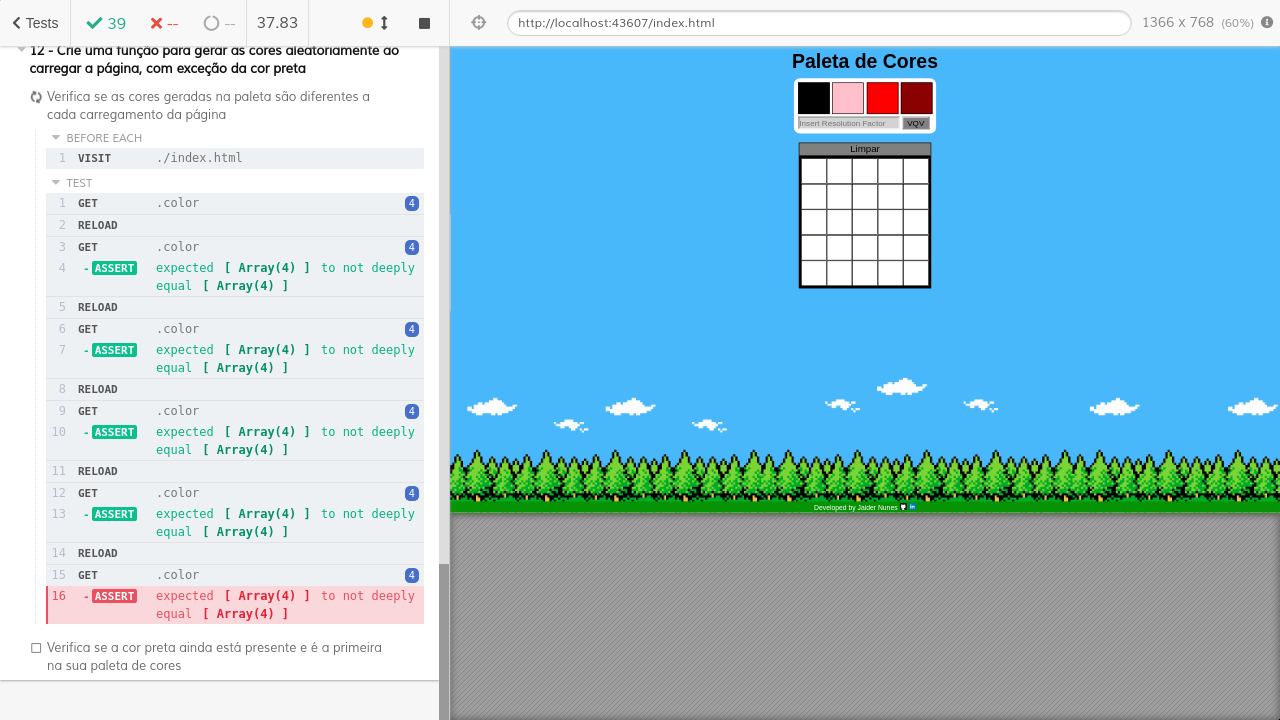 Tests
39
--
--
37.83
http://localhost:43607/index.html
1366 x 768 (60%)
12 - Crie uma função para gerar as cores aleatoriamente ao
carregar a página, com exceção da cor preta
Verifica se as cores geradas na paleta são diferentes a
cada carregamento da página
BEFORE EACH
1 VISIT ./index.html
TEST
1 GET .color 4
2 RELOAD
3 GET .color 4
4 -ASSERT expected [ Array(4) ] to not deeply
equal [ Array(4) ]
5 RELOAD
6 GET .color 4
7 -ASSERT expected [ Array(4) ] to not deeply
equal [ Array(4) ]
8 RELOAD
9 GET .color 4
10 -ASSERT expected [ Array(4) ] to not deeply
equal [ Array(4) ]
11 RELOAD
12 GET .color 4
13 -ASSERT expected [ Array(4) ] to not deeply
equal [ Array(4) ]
14 RELOAD
15 GET .color 4
16 -ASSERT expected [ Array(4) ] to not deeply
equal [ Array(4) ]
Verifica se a cor preta ainda está presente e é a primeira
na sua paleta de cores
Paleta de Cores
Insert Resolution Factor
VQV
Limpar
Developed by Jaider Nunes